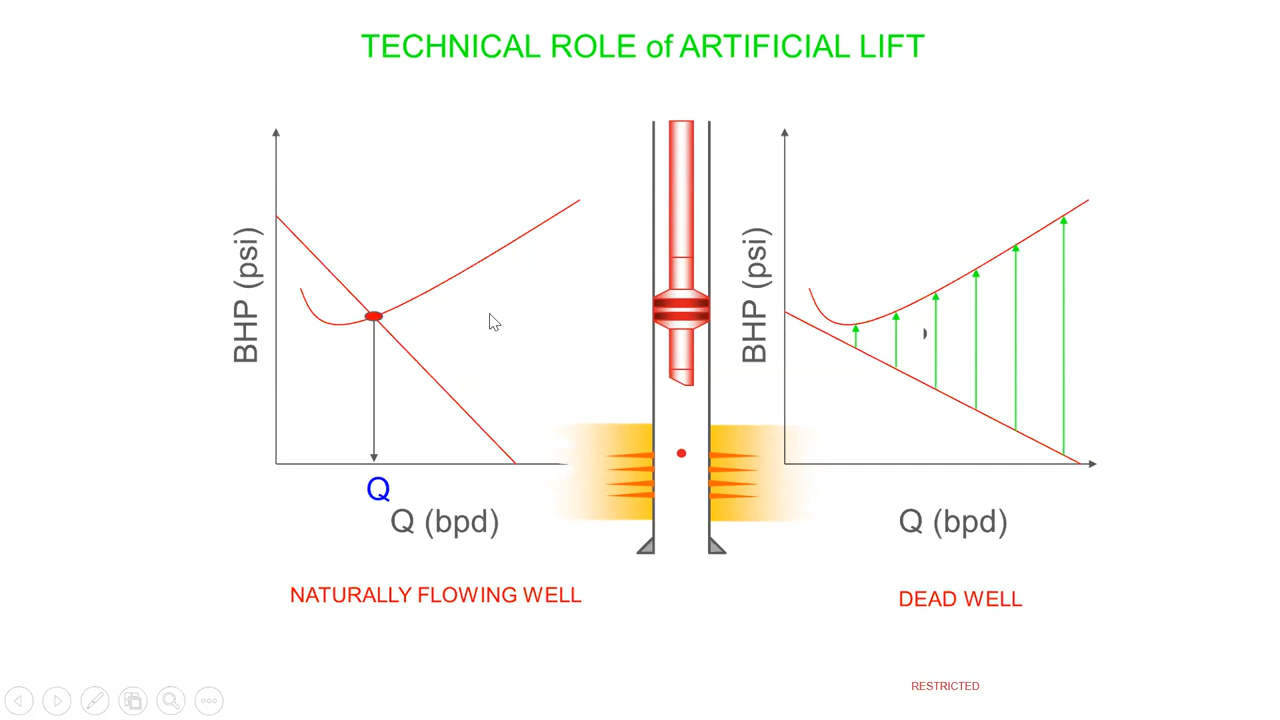 TECHNICAL ROLE of ARTIFICIAL LIFT
BHP (psi)
Q
Q (bpd)
NATURALLY FLOWING WELL
BHP (psi)
Q (bpd)
DEAD WELL
RESTRICTED